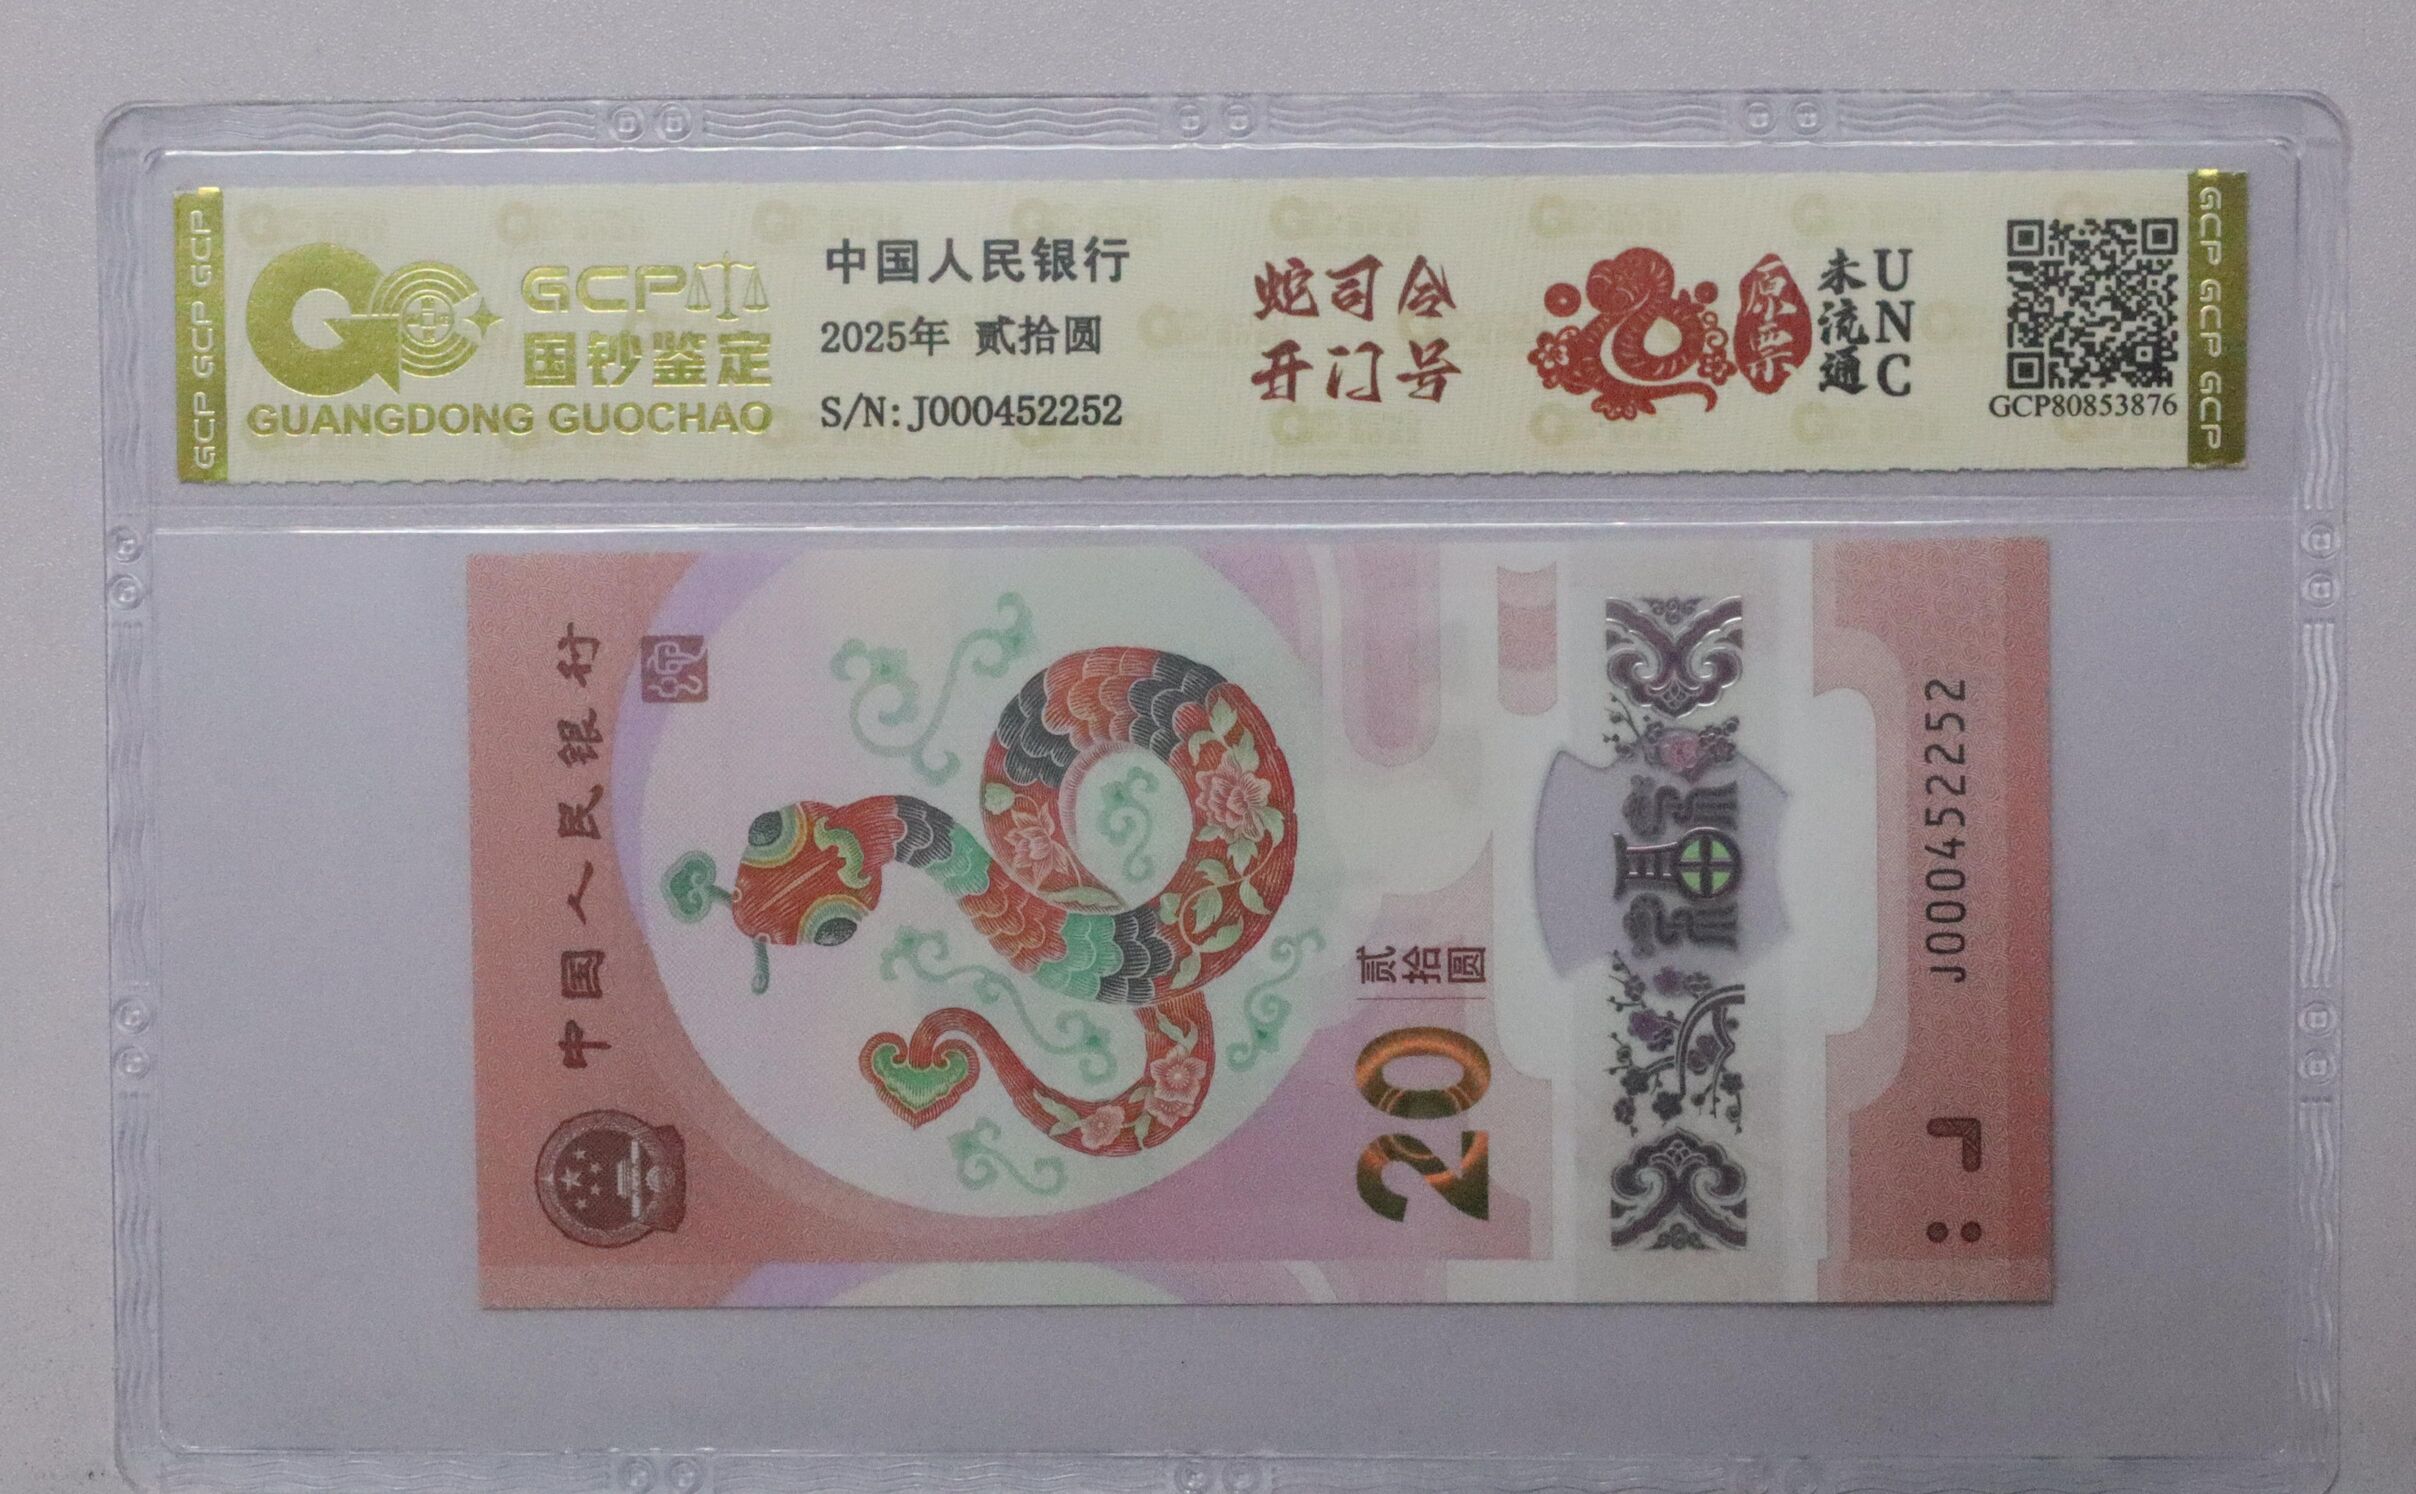 GCP GCP GCP
GCP
国钞鉴定
GUANGDONG GUOCHAO
中国人民银行
2025年 贰拾圆
S/N: J000452252
蛇司令
开门号
原票
未流通
UNC
GCP80853876
GCP GCP GCP
中国人民银行
20
贰拾圆
福
J000452252